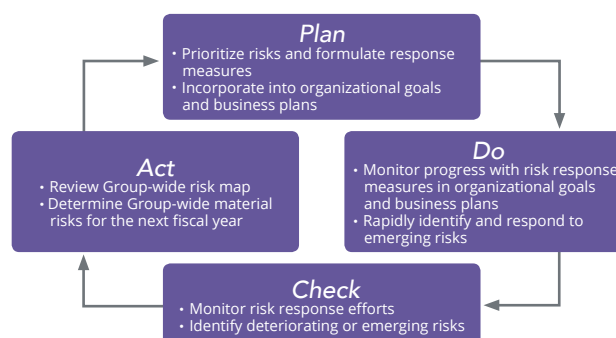 Plan
• Prioritize risks and formulate response
measures
• Incorporate into organizational goals
and business plans
Act
• Review Group-wide risk map
• Determine Group-wide material
risks for the next fiscal year
Do
• Monitor progress with risk response
measures in organizational goals
and business plans
• Rapidly identify and respond to
emerging risks
Check
• Monitor risk response efforts
• Identify deteriorating or emerging risks